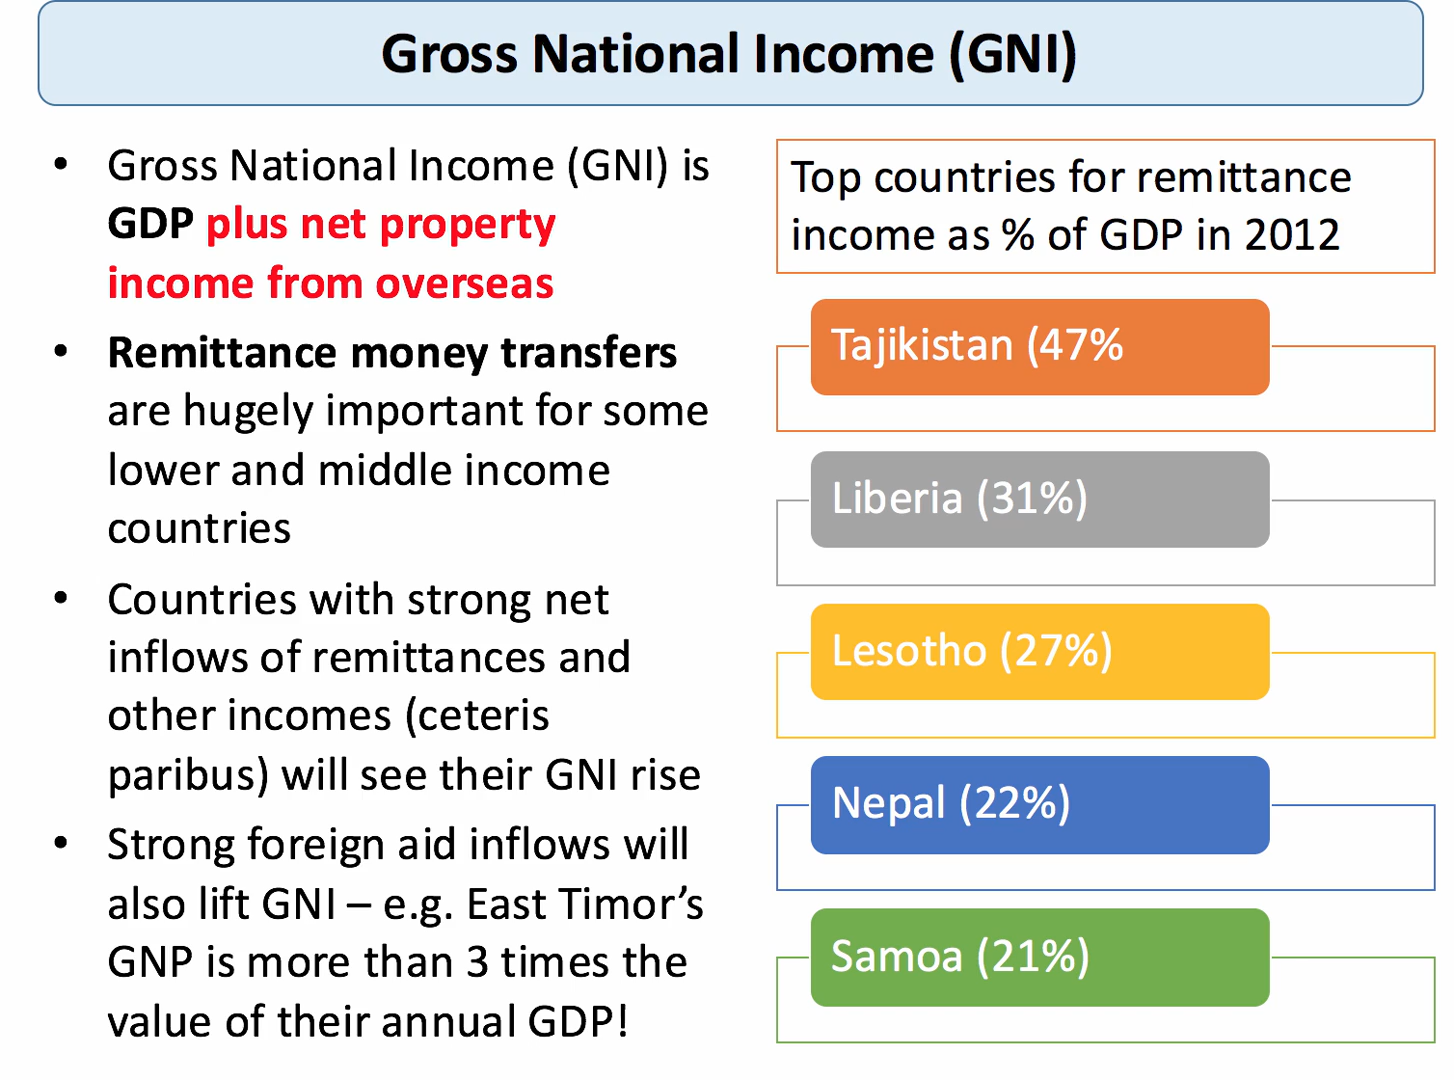 Gross National Income (GNI)
• Gross National Income (GNI) is
GDP plus net property
income from overseas
• Remittance money transfers
are hugely important for some
lower and middle income
countries
• Countries with strong net
inflows of remittances and
other incomes (ceteris
paribus) will see their GNI rise
• Strong foreign aid inflows will
also lift GNI – e.g. East Timor’s
GNP is more than 3 times the
value of their annual GDP!
Top countries for remittance
income as % of GDP in 2012
Tajikistan (47%
Liberia (31%)
Lesotho (27%)
Nepal (22%)
Samoa (21%)